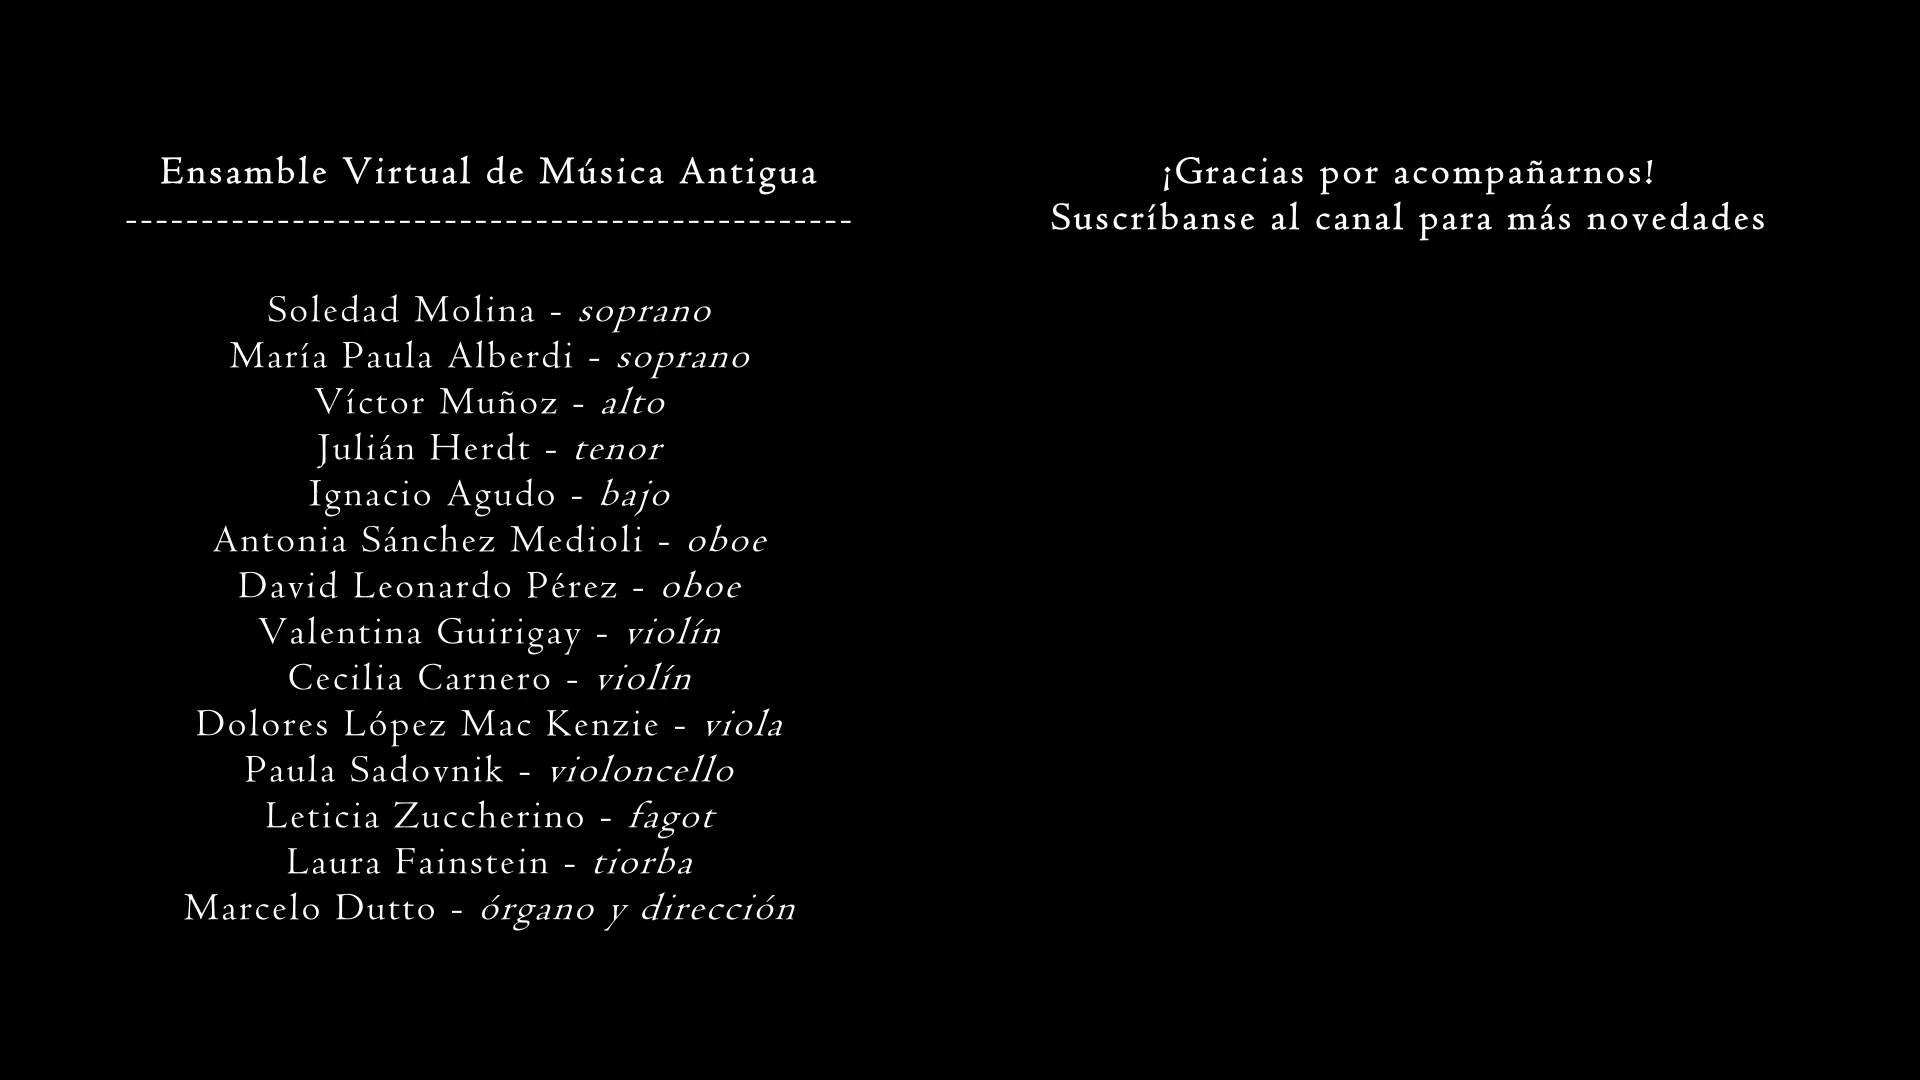 Ensamble Virtual de Música Antigua
------------------------------------------------
Soledad Molina - soprano
María Paula Alberdi - soprano
Víctor Muñoz - alto
Julián Herdt - tenor
Ignacio Agudo - bajo
Antonia Sánchez Medioli - oboe
David Leonardo Pérez - oboe
Valentina Guirigay - violín
Cecilia Carnero - violín
Dolores López Mac Kenzie - viola
Paula Sadovnik - violoncello
Leticia Zuccherino - fagot
Laura Fainstein - tiorba
Marcelo Dutto - órgano y dirección
¡Gracias por acompañarnos!
Suscríbanse al canal para más novedades